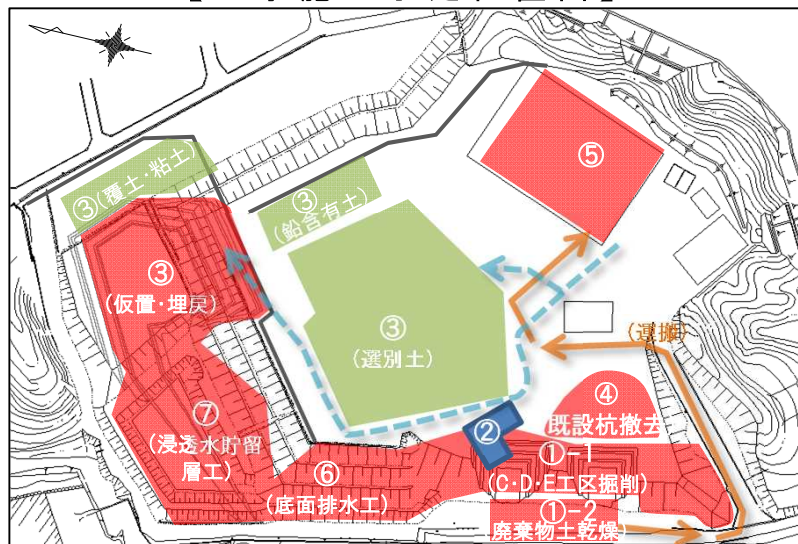 ③(覆土・粘土)
③
(鉛含有土)
⑤
③
(仮置・埋戻)
③
(選別土)
(運搬)
④
既設杭撤去
②
⑦
(浸透水貯留
層工)
⑥
(底面排水工)
①-1
(C・D・E工区掘削)
①-2
(廃棄物土乾燥)